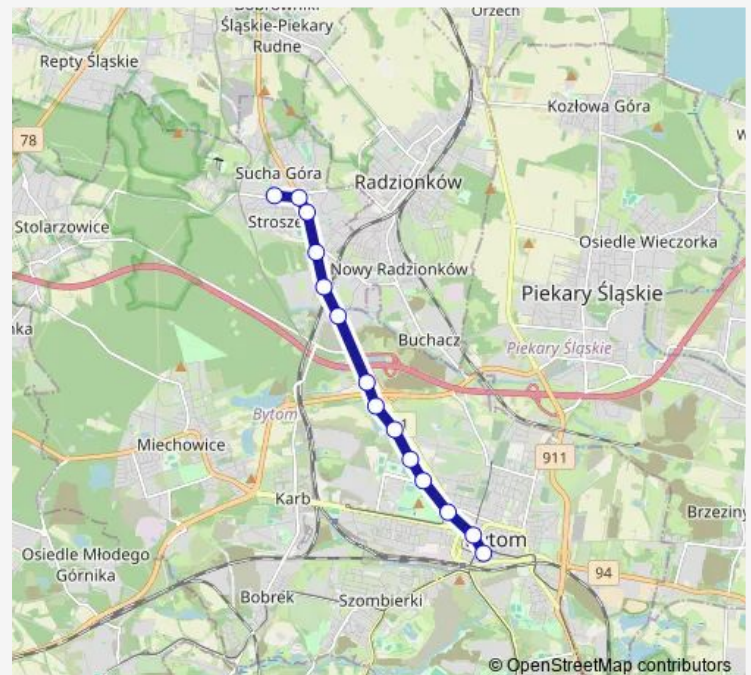 Orzech
Śląskie-Piekary
Rudne
Repty Śląskie
Kozłowa Góra
78
Sucha Góra
Radzionków
Stolarzowice
Osiedle Wieczorka
Nowy Radzionków
Piekary Śląskie
Buchacz
Piekary Śląskie
Bytom
Miechowice
911
Karb
Osiedle Młodego
Górnika
94
Bobrek
Szombierki
© OpenStreetMap contributors